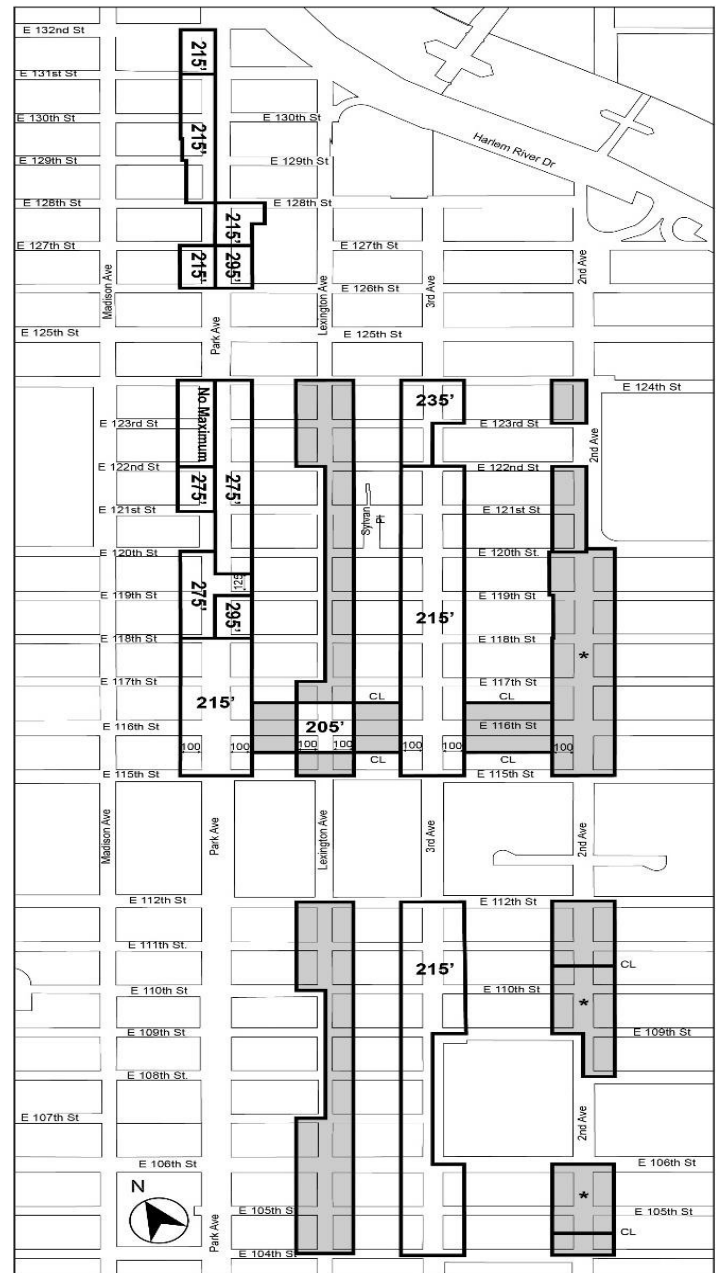 E 132nd St
215'
E 131st St
E 130th St
215'
E 130th St
Harlem River Dr
E 129th St
E 129th St
E 128th St
E 128th St
215'
E 127th St
E 127th St
E 127th St
215'
295'
Madison Ave
E 126th St
3rd Ave
2nd Ave
Lexington Ave
E 125th St
E 125th St
Park Ave
E 124th St
No Maximum
235'
E 123rd St
E 123rd St
2nd Ave
E 122nd St
E 122nd St
275'
275'
E 121st St
E 121st St
Sylvan Pl
E 120th St
E 120th St.
275'
125
E 119th St
E 119th St
295'
215'
E 118th St
E 118th St
*
E 117th St
E 117th St
215'
CL
CL
E 116th St
205'
E 116th St
100
100
100
100
100
100
100
CL
CL
E 115th St
E 115th St
Madison Ave
Park Ave
Lexington Ave
3rd Ave
2nd Ave
E 112th St
E 112th St
E 111th St.
215'
CL
E 110th St
E 110th St
*
E 109th St
E 109th St
E 108th St.
E 107th St
2nd Ave
E 106th St
E 106th St
N
*
E 105th St
E 105th St
Park Ave
CL
E 104th St